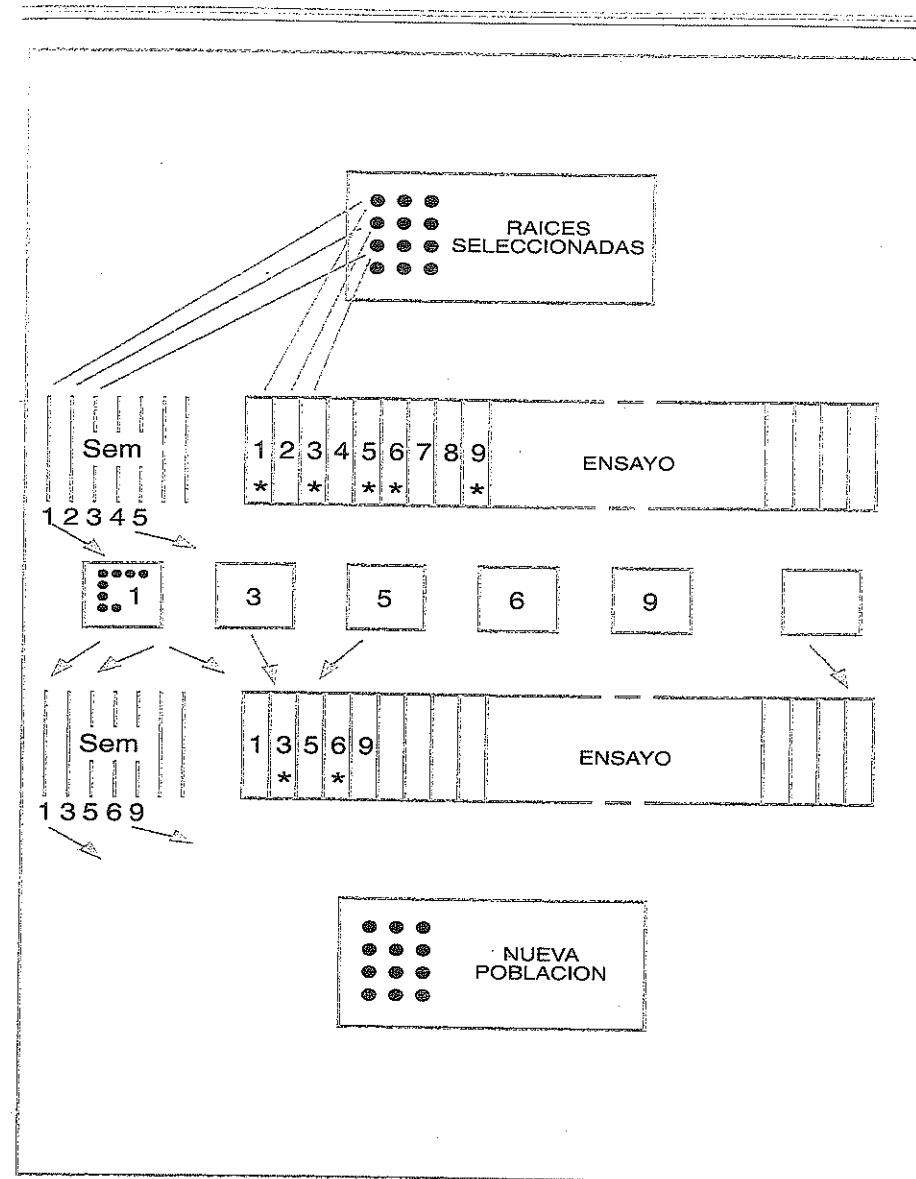 RAICES
SELECCIONADAS
Sem
1 2 3 4 5 6 7 8 9
* * * * *
ENSAYO
1 2 3 4 5
1 3 5 6 9
Sem
1 3 5 6 9
* *
ENSAYO
1 3 5 6 9
NUEVA
POBLACION